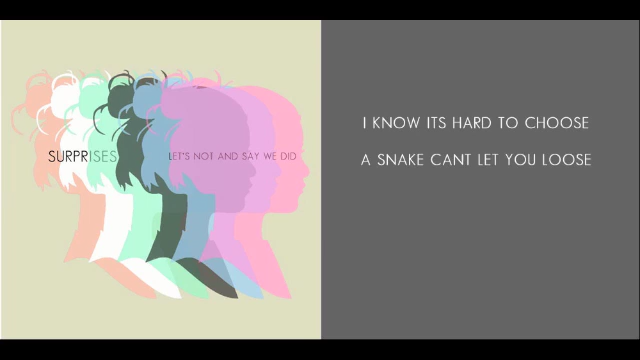 SURPRISES
LET'S NOT AND SAY WE DID
I KNOW ITS HARD TO CHOOSE
A SNAKE CANT LET YOU LOOSE